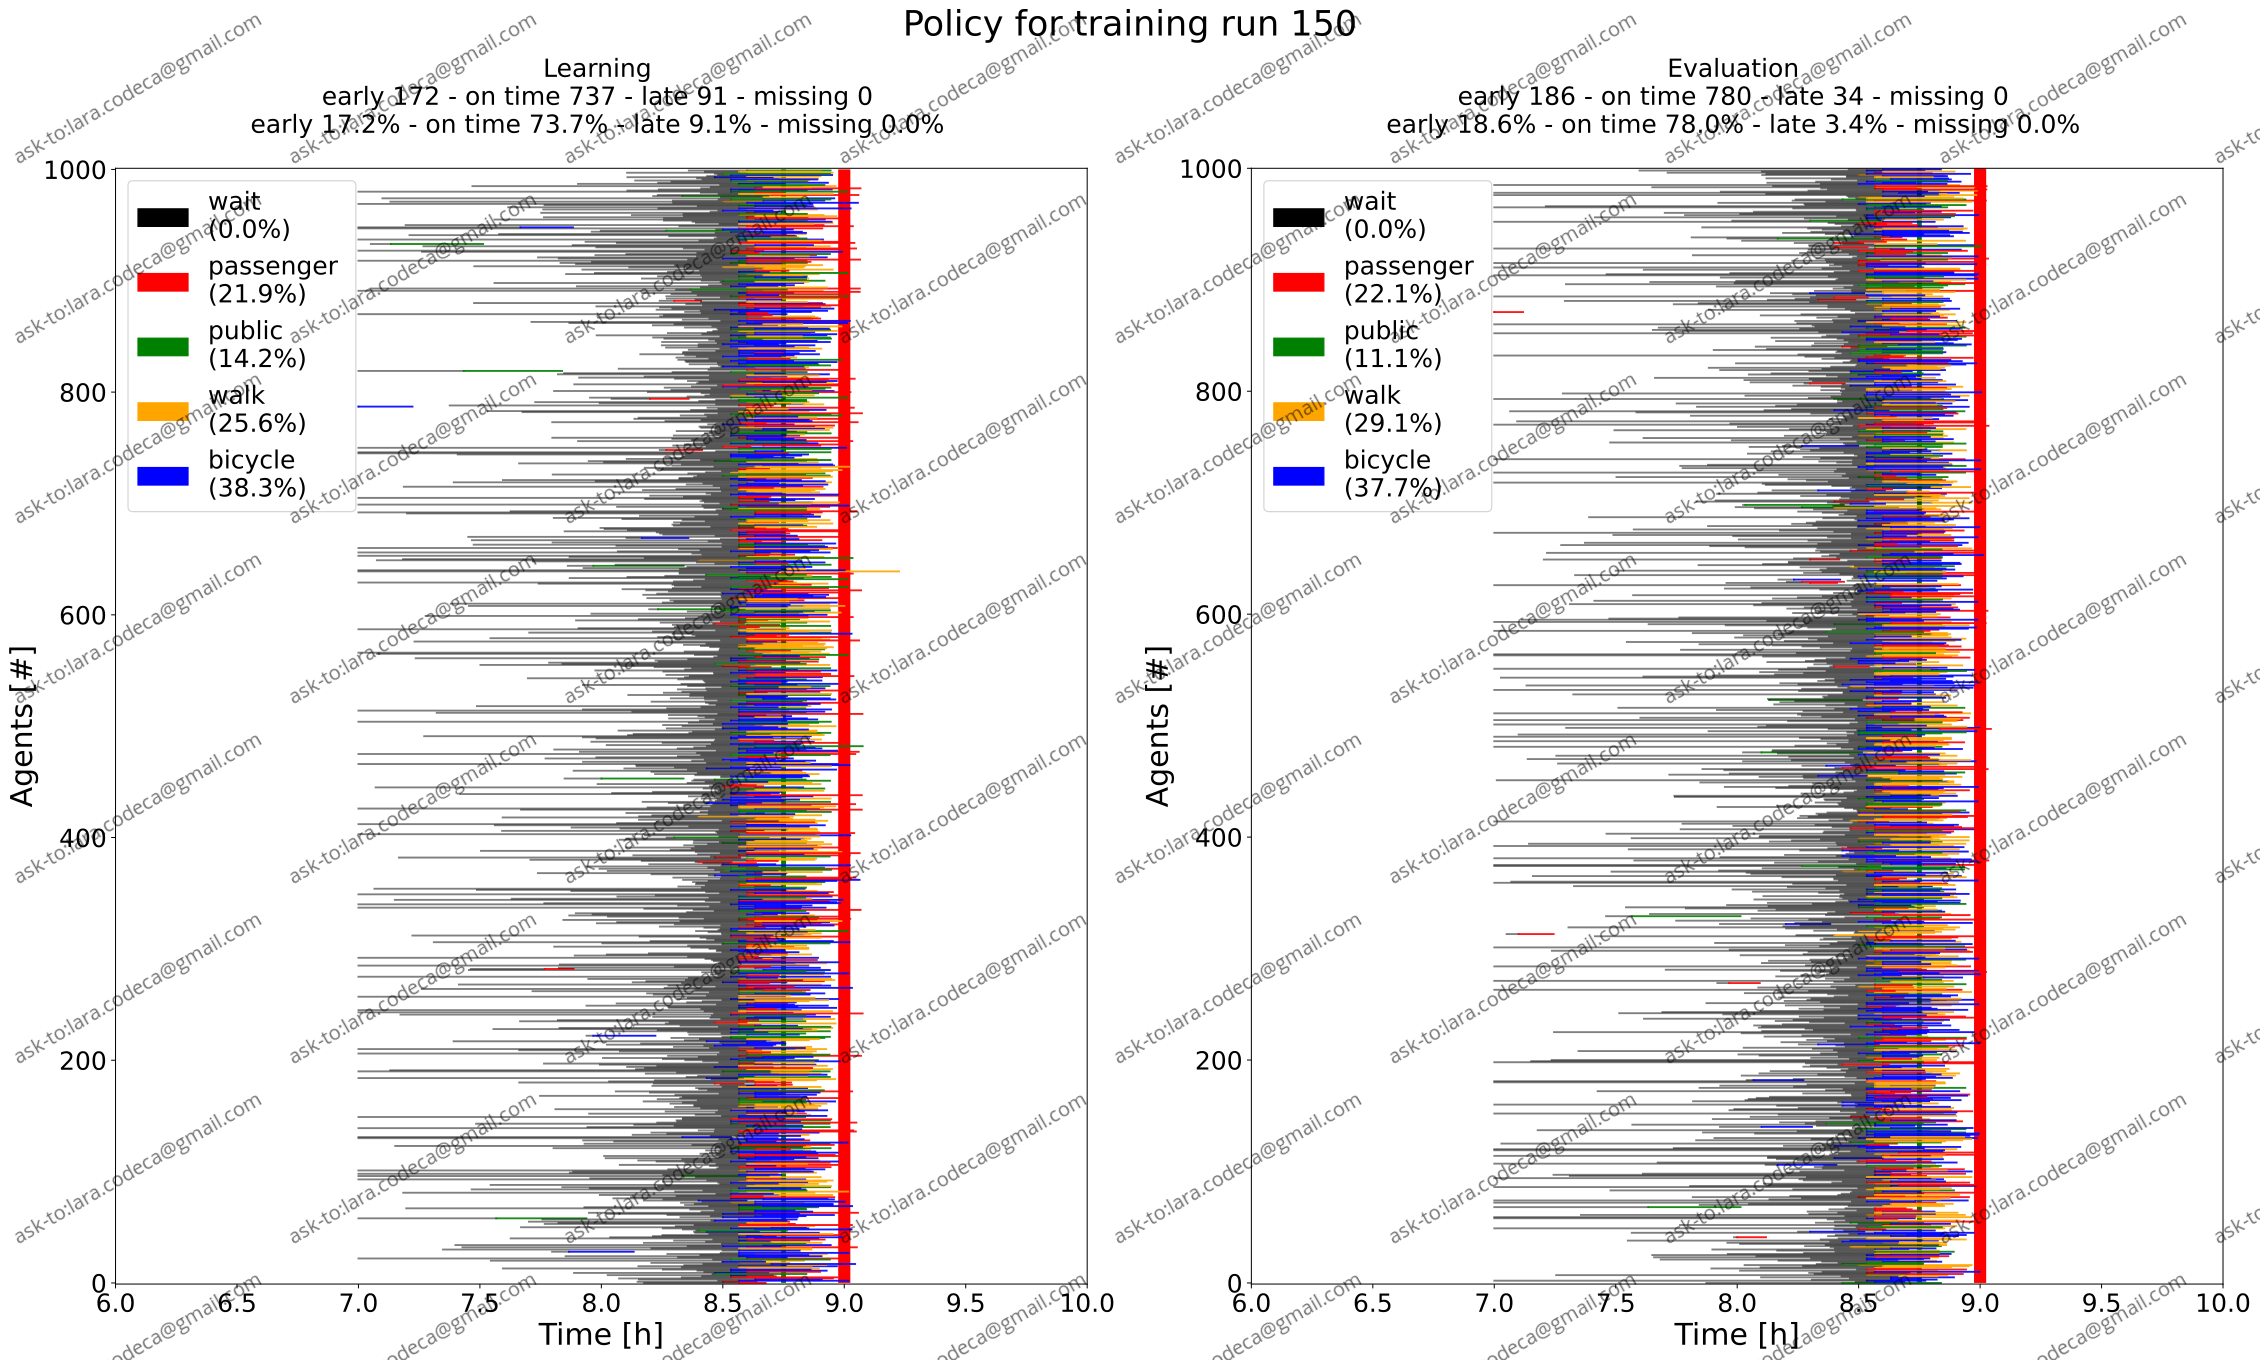 Policy for training run 150
Learning
early 172 - on time 737 - late 91 - missing 0
early 17.2% - on time 73.7% - late 9.1% - missing 0.0%
1000
800
600
400
200
0
Agents [#]
wait
(0.0%)
passenger
(21.9%)
public
(14.2%)
walk
(25.6%)
bicycle
(38.3%)
6.0 6.5 7.0 7.5 8.0 8.5 9.0 9.5 10.0
Time [h]
Evaluation
early 186 - on time 780 - late 34 - missing 0
early 18.6% - on time 78.0% - late 3.4% - missing 0.0%
1000
800
600
400
200
0
Agents [#]
wait
(0.0%)
passenger
(22.1%)
public
(11.1%)
walk
(29.1%)
bicycle
(37.7%)
6.0 6.5 7.0 7.5 8.0 8.5 9.0 9.5 10.0
Time [h]
ask-to:lara.codeca@gmail.com